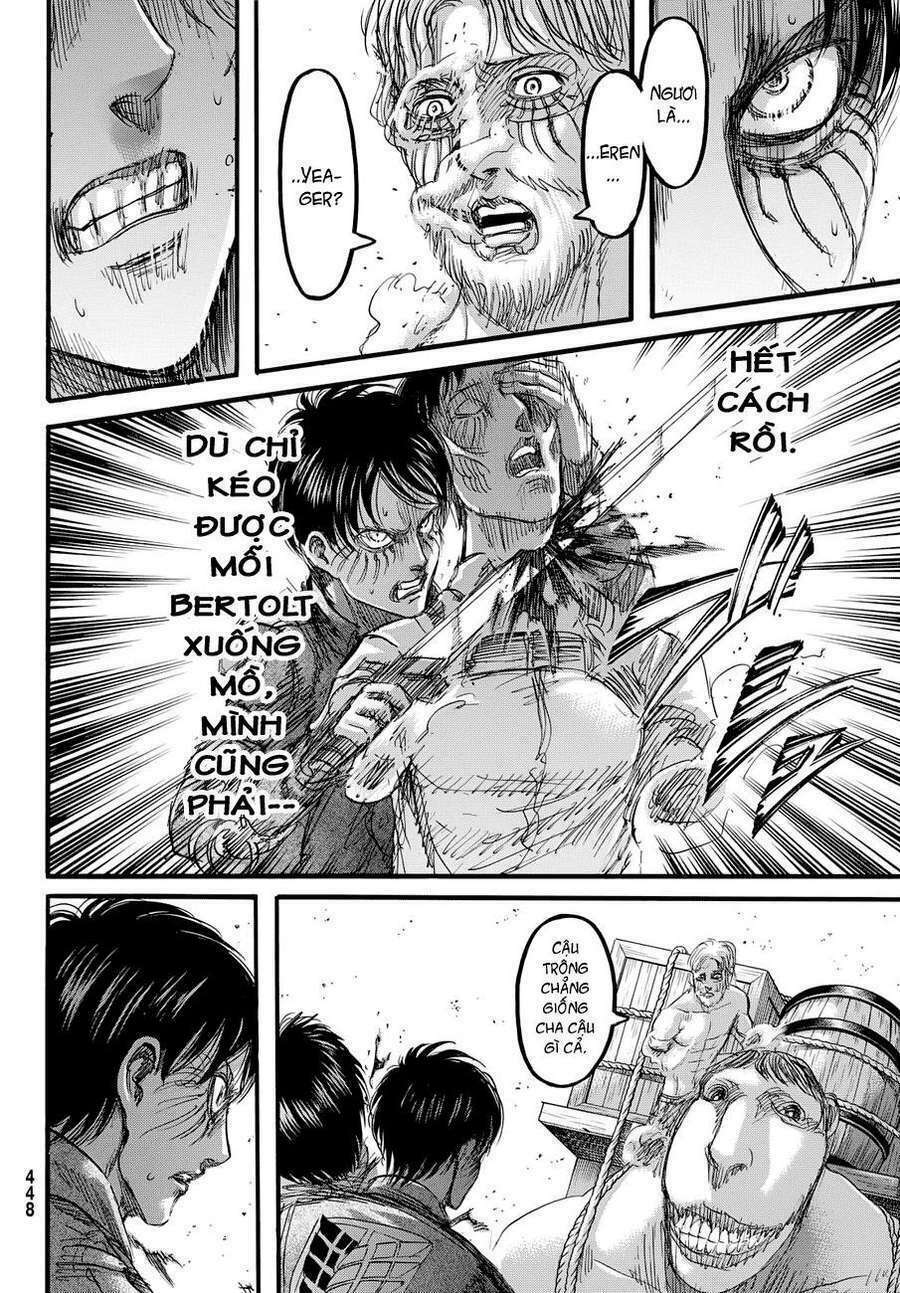 NGƯƠI
LÀ...
...EREN
...
..YEA-
GER?
HẾT
CÁCH
RỒI.
DÙ CHỈ
KÉO
ĐƯỢC
MỖI
BERTOLT
XUỐNG
MỒ,
MÌNH
CŨNG
PHẢI--
CẬU
TRÔNG
CHẲNG
GIỐNG
CHA CẬU
GÌ CẢ.
448